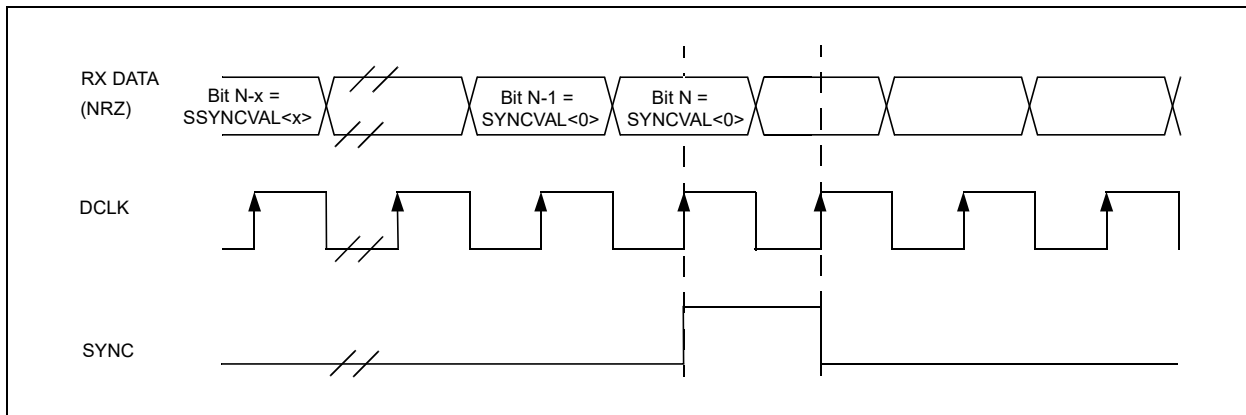 RX DATA
(NRZ)
Bit N-x =
SSYNCVAL<x>
Bit N-1 =
SYNCVAL<0>
Bit N =
SYNCVAL<0>
DCLK
SYNC